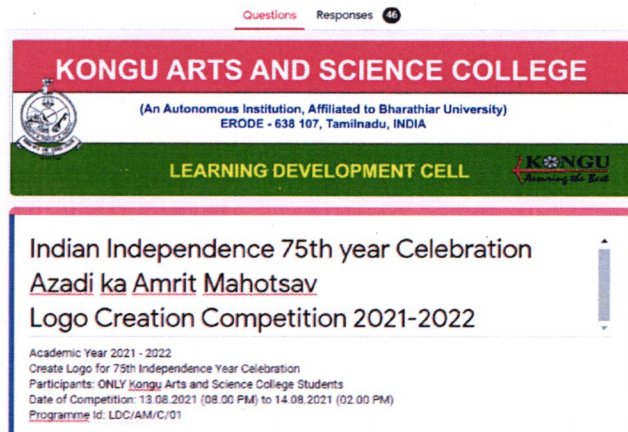 Questions Responses 46
KONGU ARTS AND SCIENCE COLLEGE
(An Autonomous Institution, Affiliated to Bharathiar University)
ERODE - 638 107, Tamilnadu, INDIA
LEARNING DEVELOPMENT CELL
KONGU
Assuring the Best
Indian Independence 75th year Celebration
Azadi ka Amrit Mahotsav
Logo Creation Competition 2021-2022
Academic Year 2021 - 2022
Create Logo for 75th Independence Year Celebration
Participants: ONLY Kongu Arts and Science College Students
Date of Competition: 13.08.2021 (08.00 PM) to 14.08.2021 (02.00 PM)
Programme Id: LDC/AM/C/01